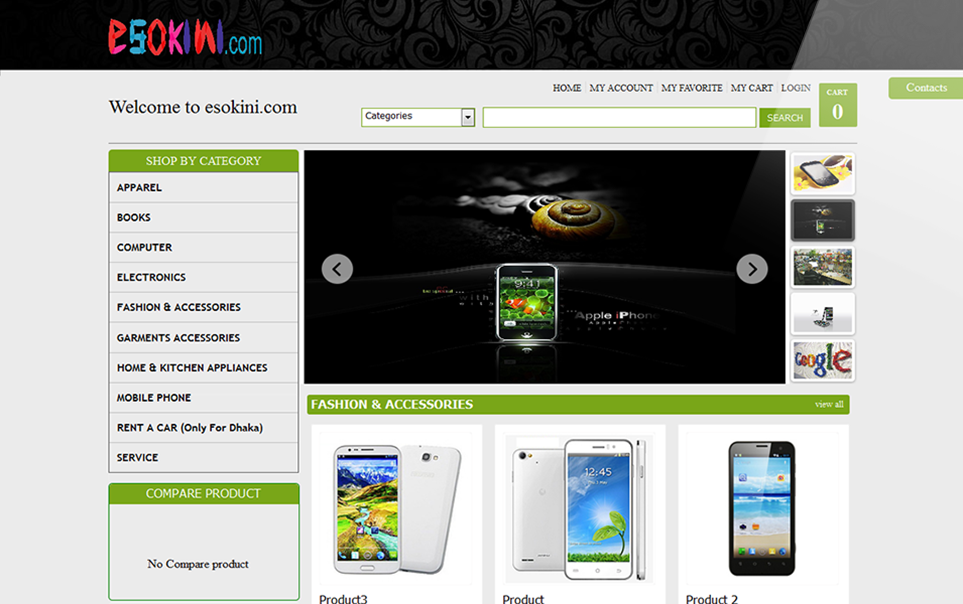 esokini.com
HOME MY ACCOUNT MY FAVORITE MY CART LOGIN
CART
0
Contacts
Welcome to esokini.com
Categories
SEARCH
SHOP BY CATEGORY
APPAREL
BOOKS
COMPUTER
ELECTRONICS
FASHION & ACCESSORIES
GARMENTS ACCESSORIES
HOME & KITCHEN APPLIANCES
MOBILE PHONE
RENT A CAR (Only For Dhaka)
SERVICE
COMPARE PRODUCT
No Compare product
9:41
with
Apple iPhone
Google
FASHION & ACCESSORIES
view all
12:45
Product3
Product
Product 2